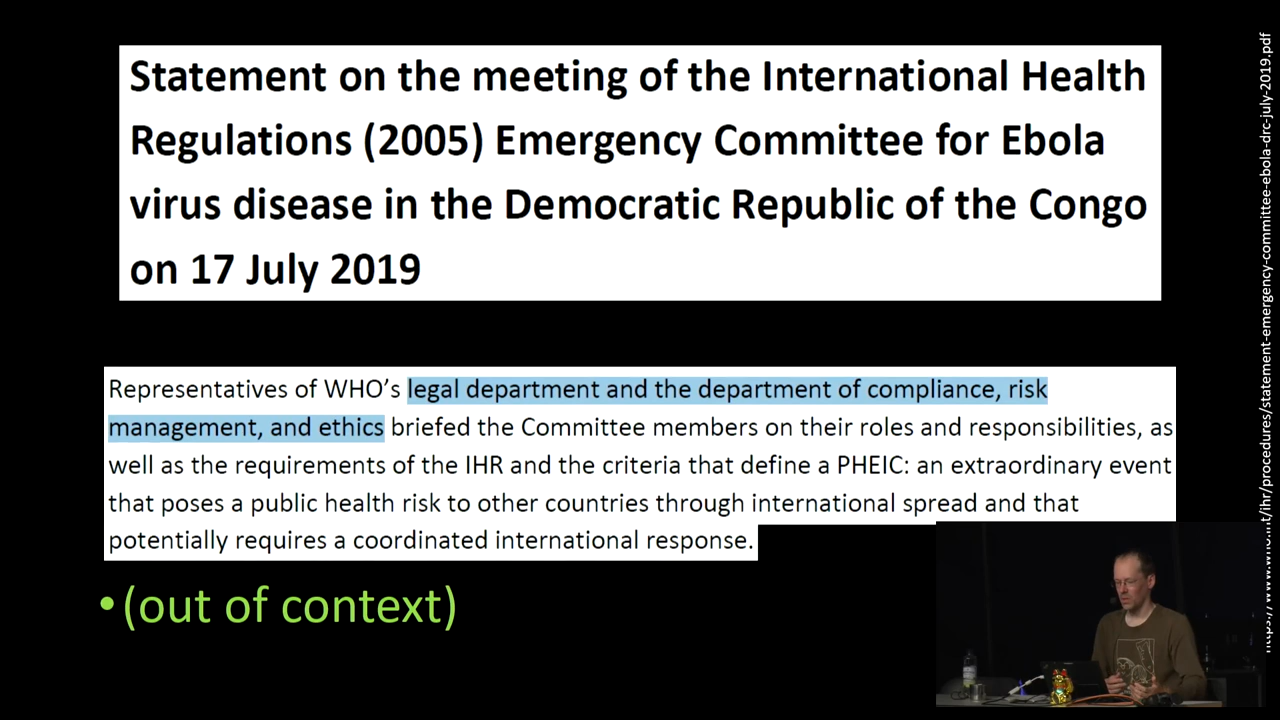 Statement on the meeting of the International Health
Regulations (2005) Emergency Committee for Ebola
virus disease in the Democratic Republic of the Congo
on 17 July 2019
Representatives of WHO’s legal department and the department of compliance, risk
management, and ethics briefed the Committee members on their roles and responsibilities, as
well as the requirements of the IHR and the criteria that define a PHEIC: an extraordinary event
that poses a public health risk to other countries through international spread and that
potentially requires a coordinated international response.
•(out of context)
https://www.who.int/ihr/procedures/statement-emergency-committee-ebola-drc-july-2019.pdf